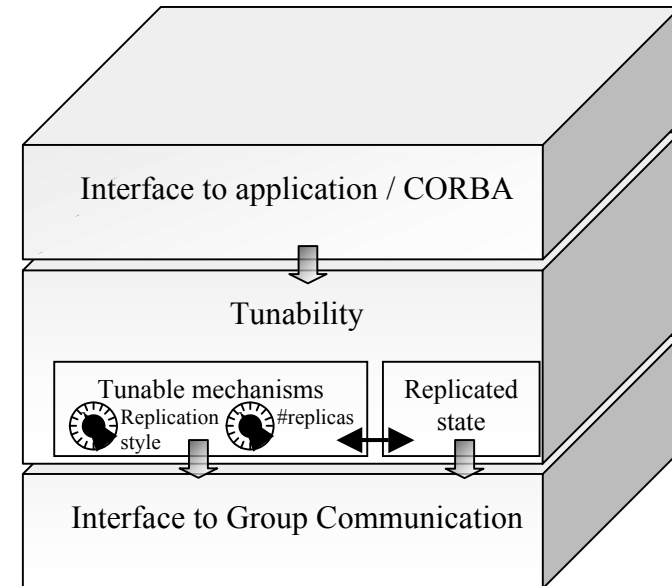 Interface to application / CORBA
Tunability
Tunable mechanisms
Replication
style
#replicas
Replicated
state
Interface to Group Communication